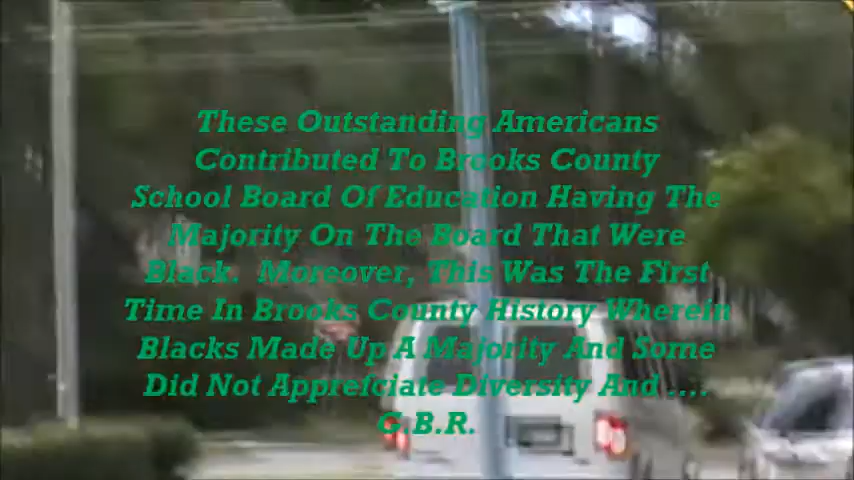 These Outstanding Americans
Contributed To Brooks County
School Board Of Education Having The
Majority On The Board That Were
Black. Moreover, This Was The First
Time In Brooks County History Wherein
Blacks Made Up A Majority And Some
Did Not Apprefciate Diversity And ....
G.B.R.